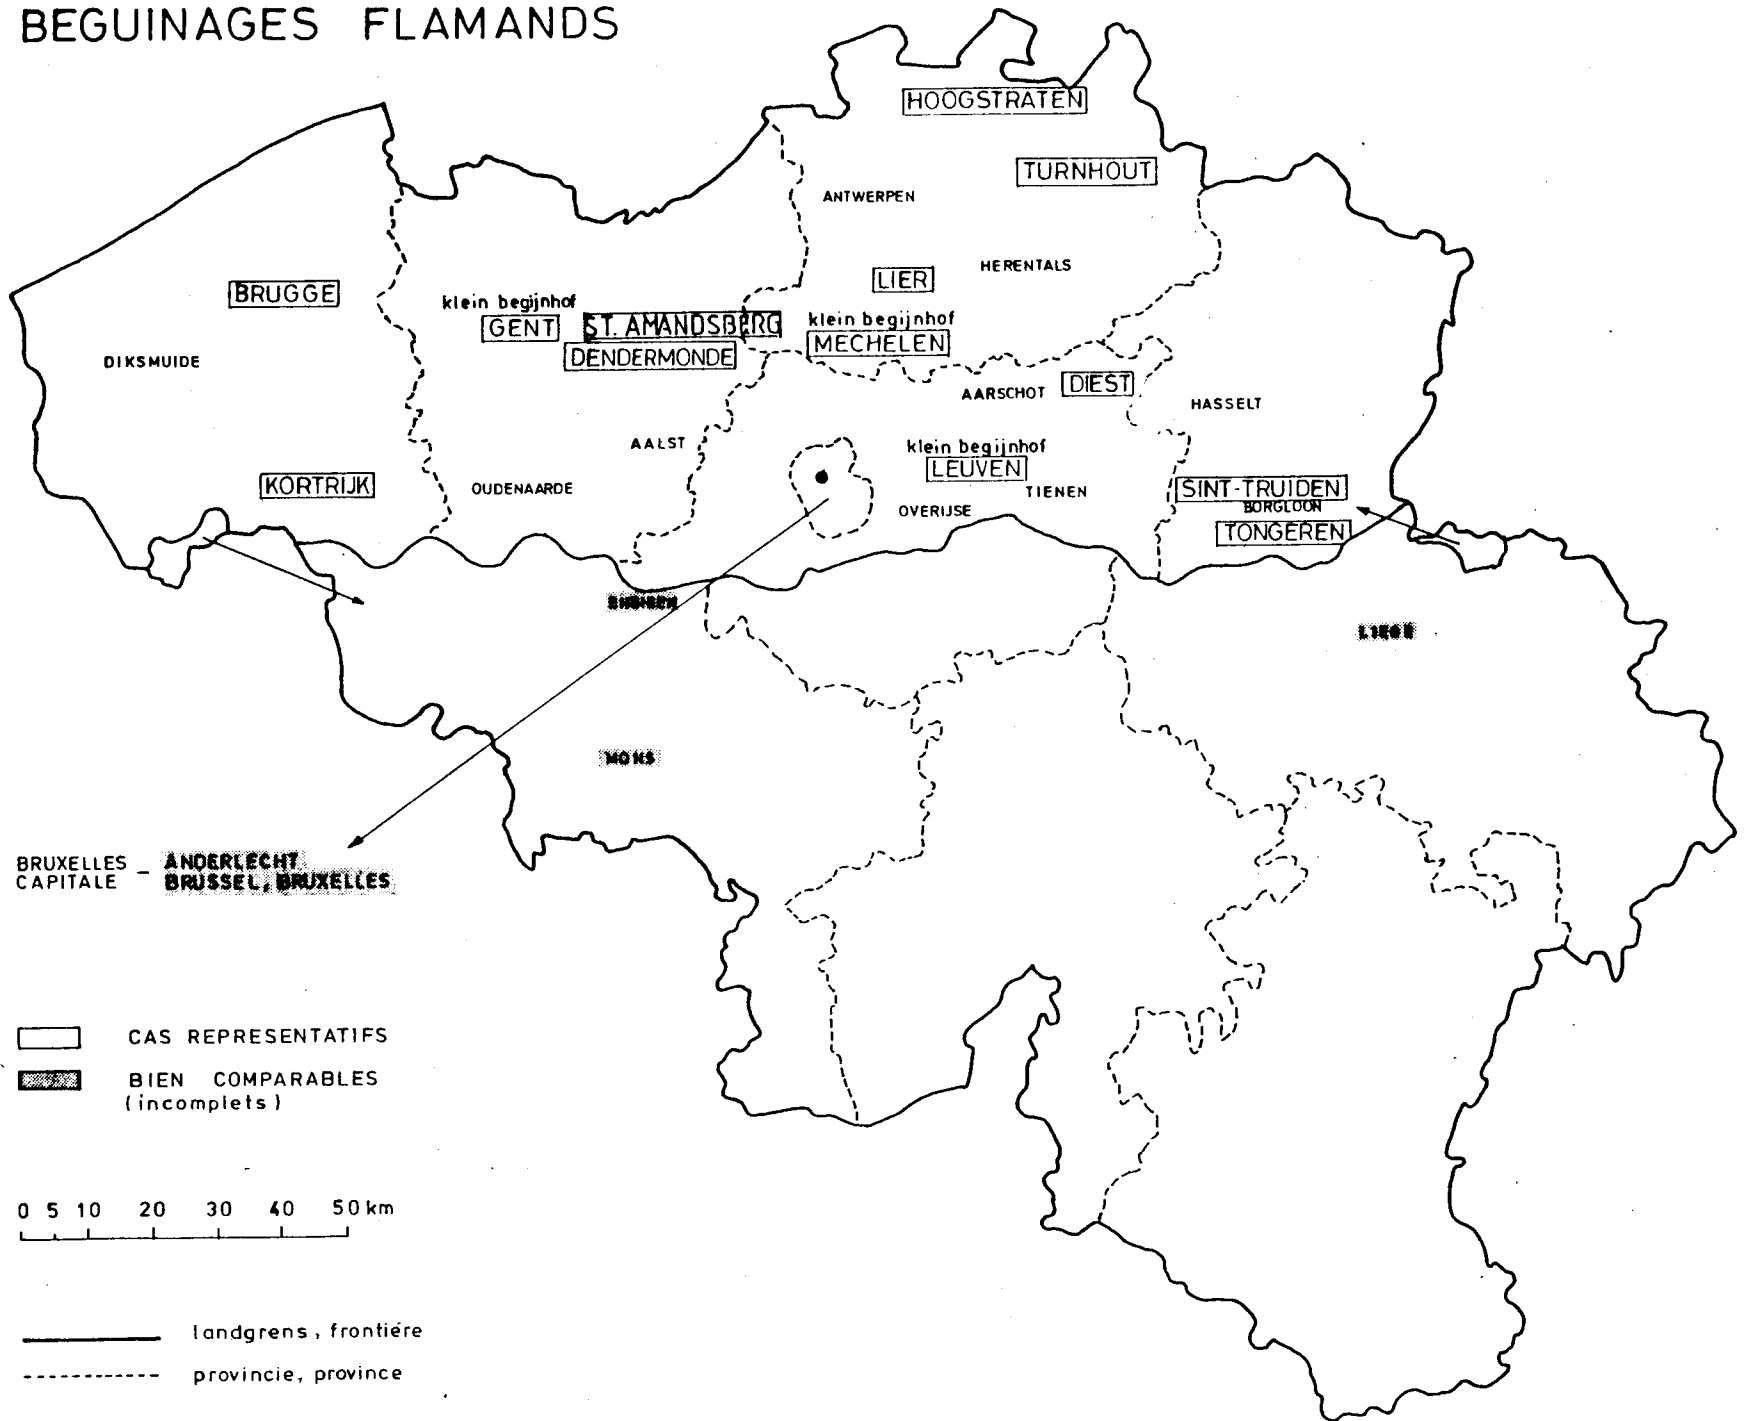 BEGUINAGES FLAMANDS
HOOGSTRATEN
TURNHOUT
ANTWERPEN
HERENTALS
LIER
BRUGGE
klein begijnhof
GENT
ST. AMANDSBERG
DENDERMONDE
klein begijnhof
MECHELEN
DIKSMUIDE
AARSCHOT
DIEST
HASSELT
AALST
klein begijnhof
LEUVEN
KORTRIJK
OUDENAARDE
TIENEN
OVERIJSE
SINT-TRUIDEN
BORGLOON
TONGEREN
LIEGE
MONS
BRUXELLES CAPITALE - ANDERLECHT
BRUSSEL, BRUXELLES
CAS REPRESENTATIFS
BIEN COMPARABLES
(incomplets)
0 5 10 20 30 40 50 km
landgrens, frontiére
provincie, province